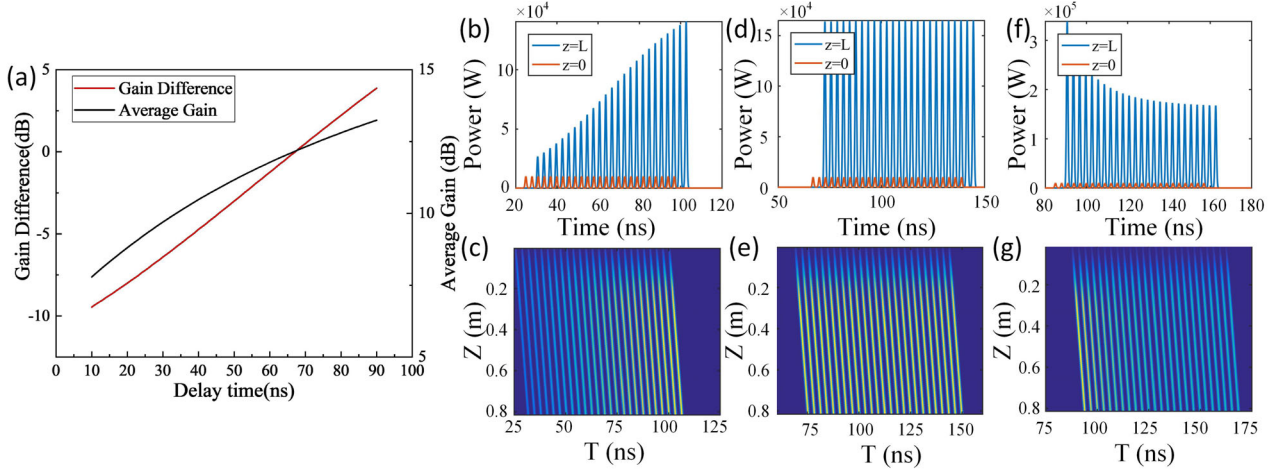 (a)
5
0
-5
-10
Gain Difference(dB)
15
10
5
Average Gain (dB)
Gain Difference
Average Gain
0 10 20 30 40 50 60 70 80 90 100
Delay time(ns)
(b)
×10⁴
10
5
0
Power (W)
z=L
z=0
20 40 60 80 100 120
Time (ns)
(d)
×10⁴
15
10
5
0
Power (W)
z=L
z=0
50 100 150
Time (ns)
(f)
×10⁵
3
2
1
0
Power (W)
z=L
z=0
80 100 120 140 160 180
Time (ns)
(c)
0.2
0.4
0.6
0.8
Z (m)
25 50 75 100 125
T (ns)
(e)
0.2
0.4
0.6
0.8
Z (m)
75 100 125 150
T (ns)
(g)
0.2
0.4
0.6
0.8
Z (m)
75 100 125 150 175
T (ns)